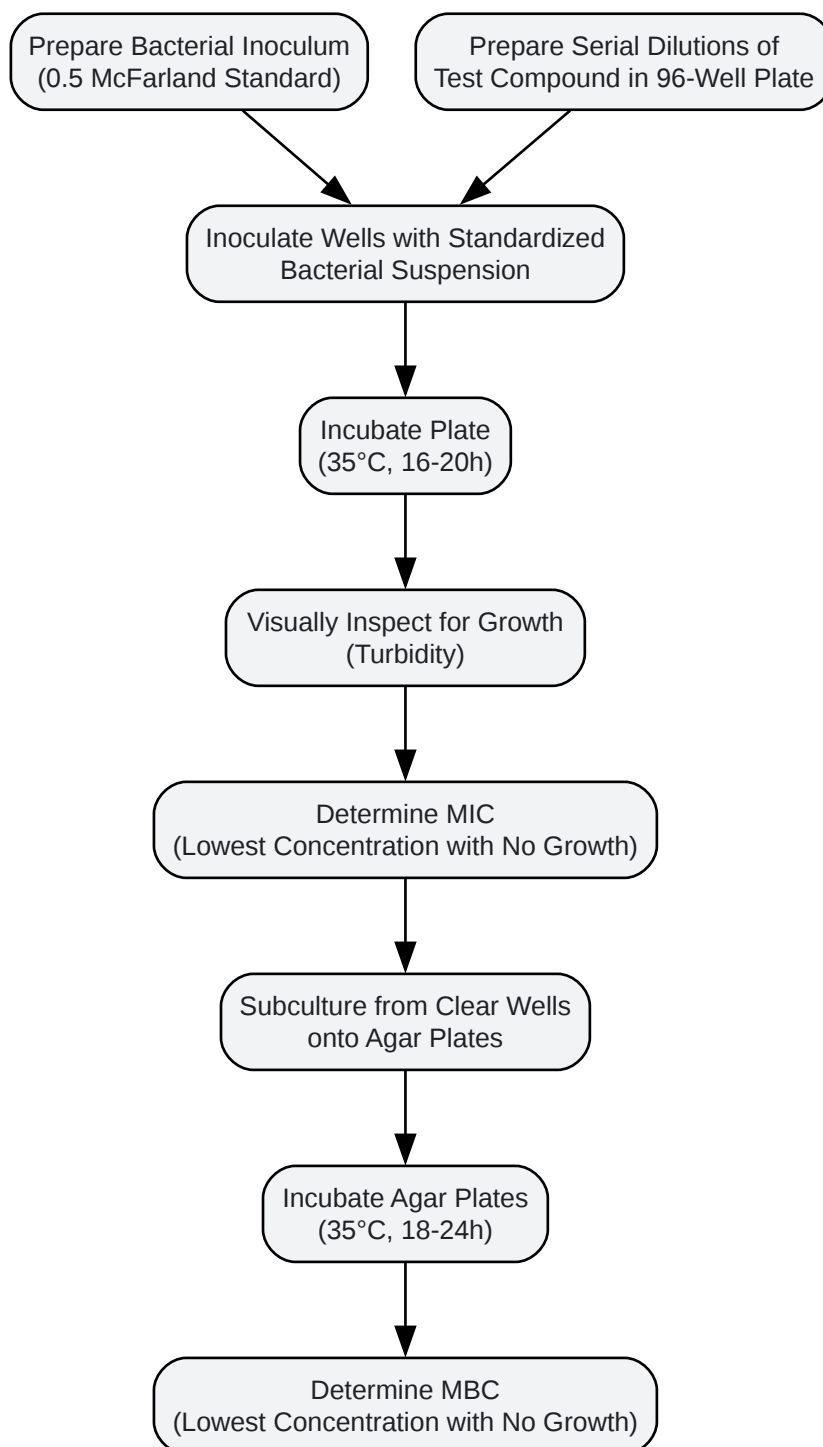 Prepare Bacterial Inoculum
(0.5 McFarland Standard)
Prepare Serial Dilutions of
Test Compound in 96-Well Plate
Inoculate Wells with Standardized
Bacterial Suspension
Incubate Plate
(35°C, 16-20h)
Visually Inspect for Growth
(Turbidity)
Determine MIC
(Lowest Concentration with No Growth)
Subculture from Clear Wells
onto Agar Plates
Incubate Agar Plates
(35°C, 18-24h)
Determine MBC
(Lowest Concentration with No Growth)